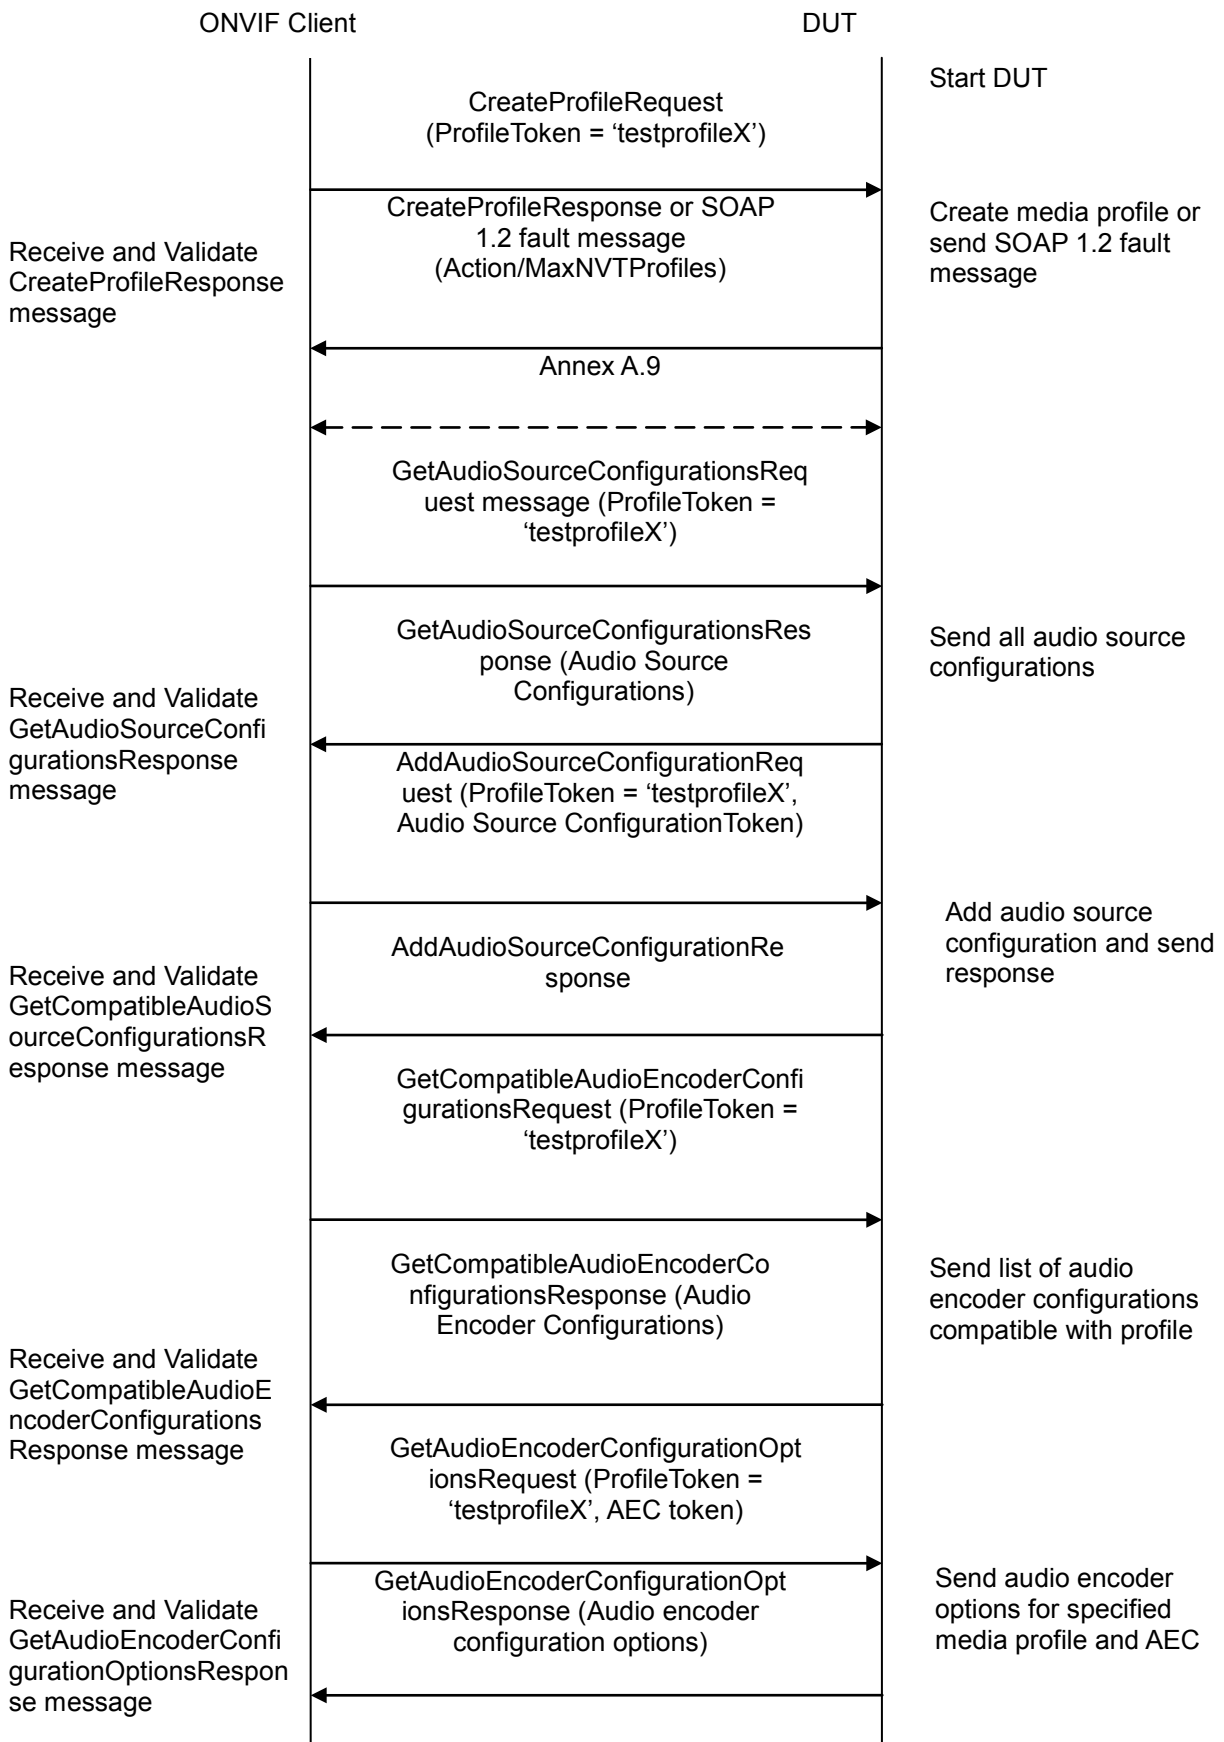 ONVIF Client
DUT
Start DUT
CreateProfileRequest
(ProfileToken = ‘testprofileX’)
CreateProfileResponse or SOAP
1.2 fault message
(Action/MaxNVTProfiles)
Create media profile or
send SOAP 1.2 fault
message
Receive and Validate
CreateProfileResponse
message
Annex A.9
GetAudioSourceConfigurationsReq
uest message (ProfileToken =
‘testprofileX’)
GetAudioSourceConfigurationsRes
ponse (Audio Source
Configurations)
Send all audio source
configurations
Receive and Validate
GetAudioSourceConfi
gurationsResponse
message
AddAudioSourceConfigurationReq
uest (ProfileToken = ‘testprofileX’,
Audio Source ConfigurationToken)
Add audio source
configuration and send
response
AddAudioSourceConfigurationRe
sponse
Receive and Validate
GetCompatibleAudioS
ourceConfigurationsR
esponse message
GetCompatibleAudioEncoderConfi
gurationsRequest (ProfileToken =
‘testprofileX’)
GetCompatibleAudioEncoderCo
nfigurationsResponse (Audio
Encoder Configurations)
Send list of audio
encoder configurations
compatible with profile
Receive and Validate
GetCompatibleAudioE
ncoderConfigurations
Response message
GetAudioEncoderConfigurationOpt
ionsRequest (ProfileToken =
‘testprofileX’, AEC token)
GetAudioEncoderConfigurationOpt
ionsResponse (Audio encoder
configuration options)
Send audio encoder
options for specified
media profile and AEC
Receive and Validate
GetAudioEncoderConfi
gurationOptionsRespon
se message